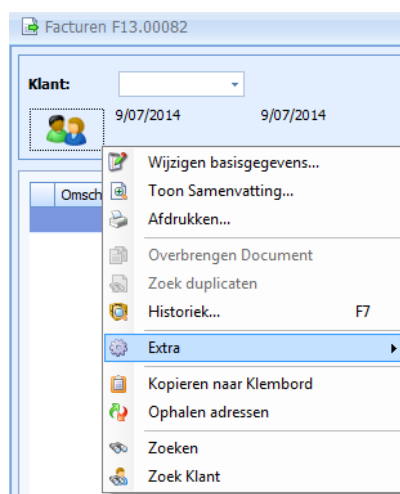 Facturen F13.00082
Klant:
9/07/2014 9/07/2014
Omsch
Wijzigen basisgegevens...
Toon Samenvatting...
Afdrukken...
Overbrengen Document
Zoek duplicaten
Historiek... F7
Extra
Kopieren naar Klembord
Ophalen adressen
Zoeken
Zoek Klant